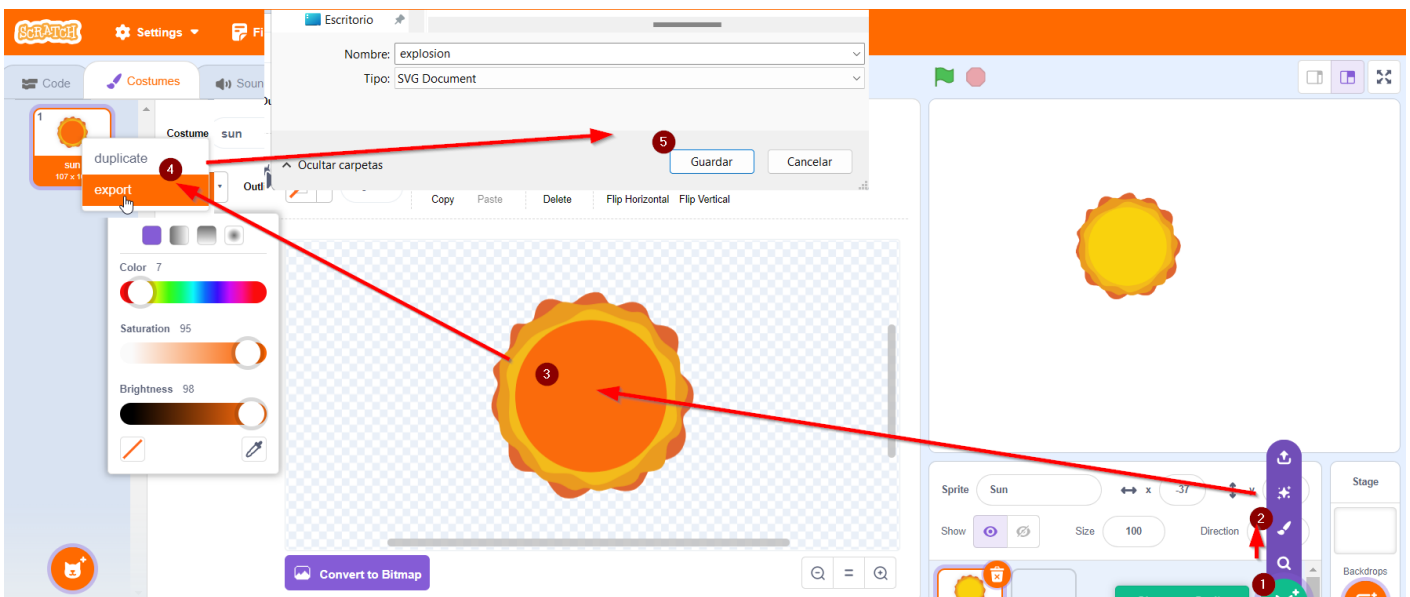 SCRATCH
Settings
Fi
Escritorio
Nombre: explosion
Tipo: SVG Document
Ocultar carpetas
5
Guardar
Cancelar
Code
Costumes
Soun
1
Costume
sun
sun
duplicate
4
export
Outl
Copy
Paste
Delete
Flip Horizontal
Flip Vertical
Color 7
Saturation 95
Brightness 98
3
Convert to Bitmap
Sprite
Sun
x
-37
Stage
Show
Size
100
Direction
2
Backdrops
1